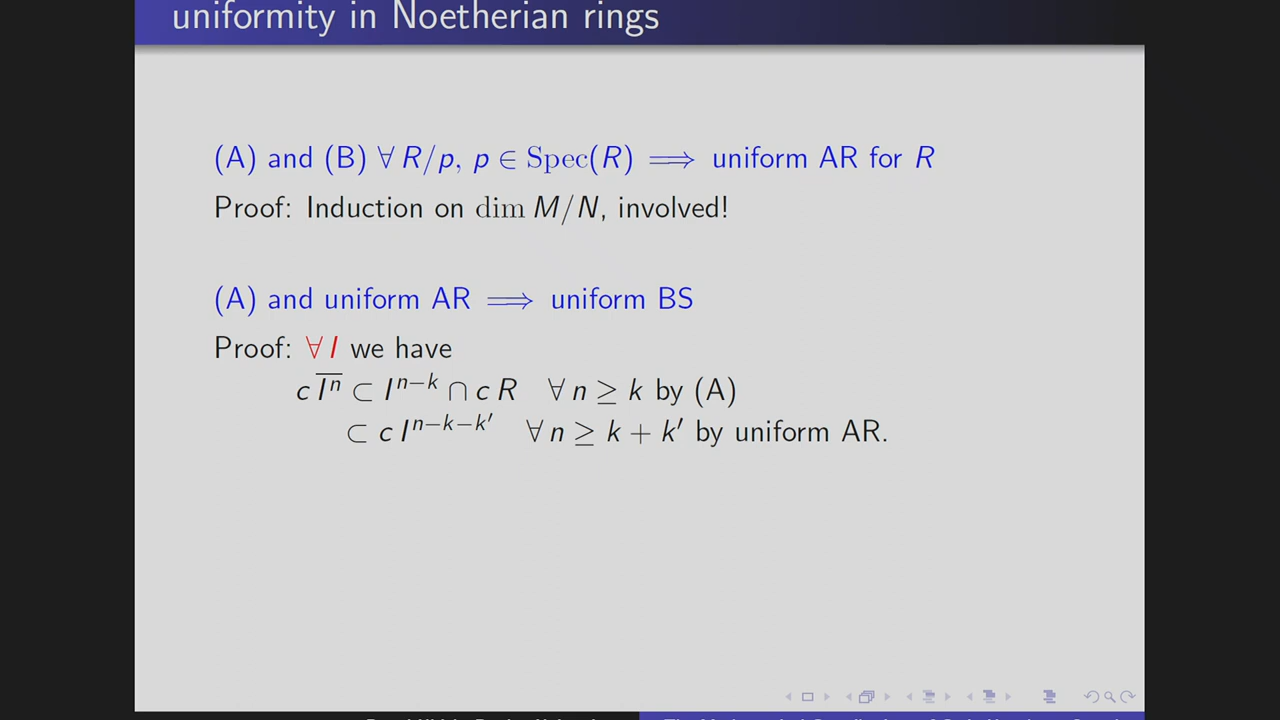 uniformity in Noetherian rings
(A) and (B) ∀ R/p, p ∈ Spec(R) ⟹ uniform AR for R
Proof: Induction on dim M/N, involved!
(A) and uniform AR ⟹ uniform BS
Proof: ∀ I we have
c \overline{I^n} ⊂ I^{n−k} ∩ c R ∀ n ≥ k by (A)
⊂ c I^{n−k−k′} ∀ n ≥ k + k′ by uniform AR.